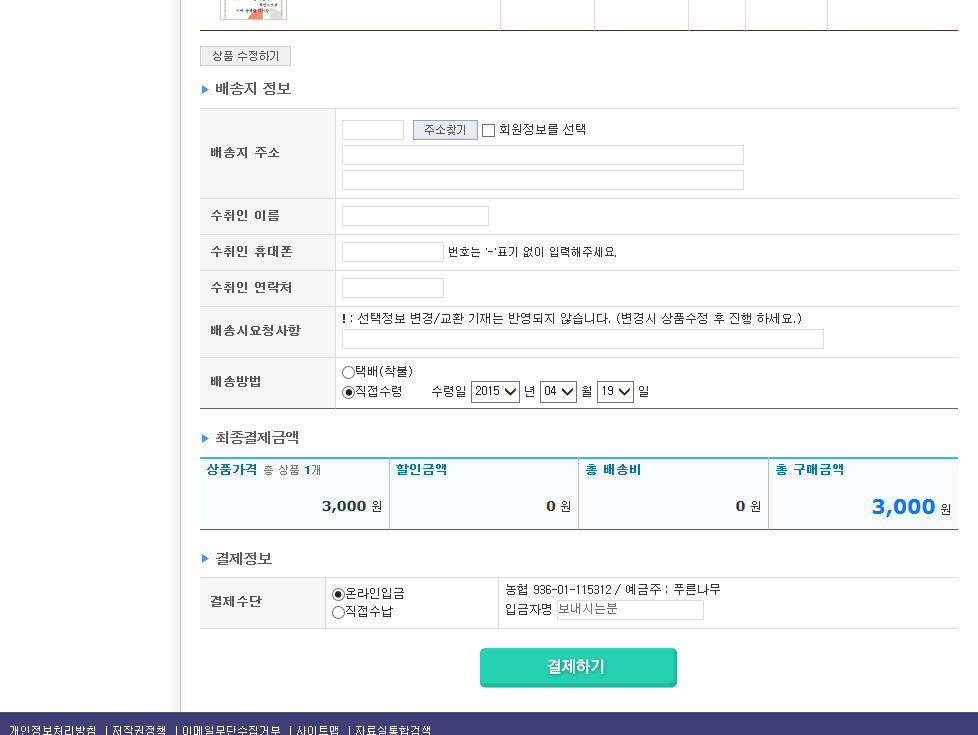 상품 수정하기
배송지 정보
배송지 주소
주소찾기 회원정보를 선택
수취인 이름
수취인 휴대폰 번호는 '-'표기 없이 입력해주세요.
수취인 연락처
배송시요청사항
! : 선택정보 변경/교환 기재는 반영되지 않습니다. (변경시 상품수정 후 진행 하세요.)
배송방법
택배(착불)
직접수령 수령일 2015 년 04 월 19 일
최종결제금액
상품가격 총 상품 1개 할인금액 총 배송비 총 구매금액
3,000 원 0 원 0 원 3,000 원
결제정보
결제수단
온라인입금 농협 936-01-115312 / 예금주 : 푸른나무
직접수납 입금자명 보내시는분
결제하기
개인정보처리방침 | 저작권정책 | 이메일무단수집거부 | 사이트맵 | 자료실통합검색